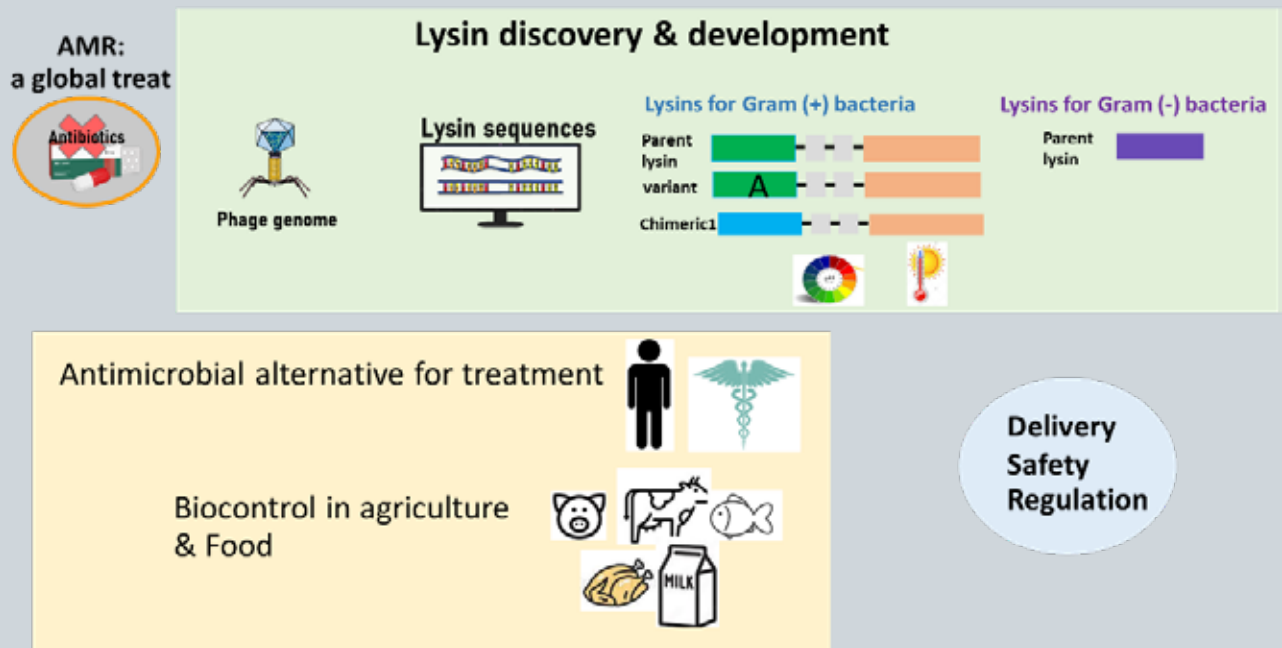 AMR:
a global treat
Antibiotics
Lysin discovery & development
Phage genome
Lysin sequences
Lysins for Gram (+) bacteria
Parent
lysin
variant
A
Chimeric1
Lysins for Gram (-) bacteria
Parent
lysin
Antimicrobial alternative for treatment
Biocontrol in agriculture
& Food
MILK
Delivery
Safety
Regulation